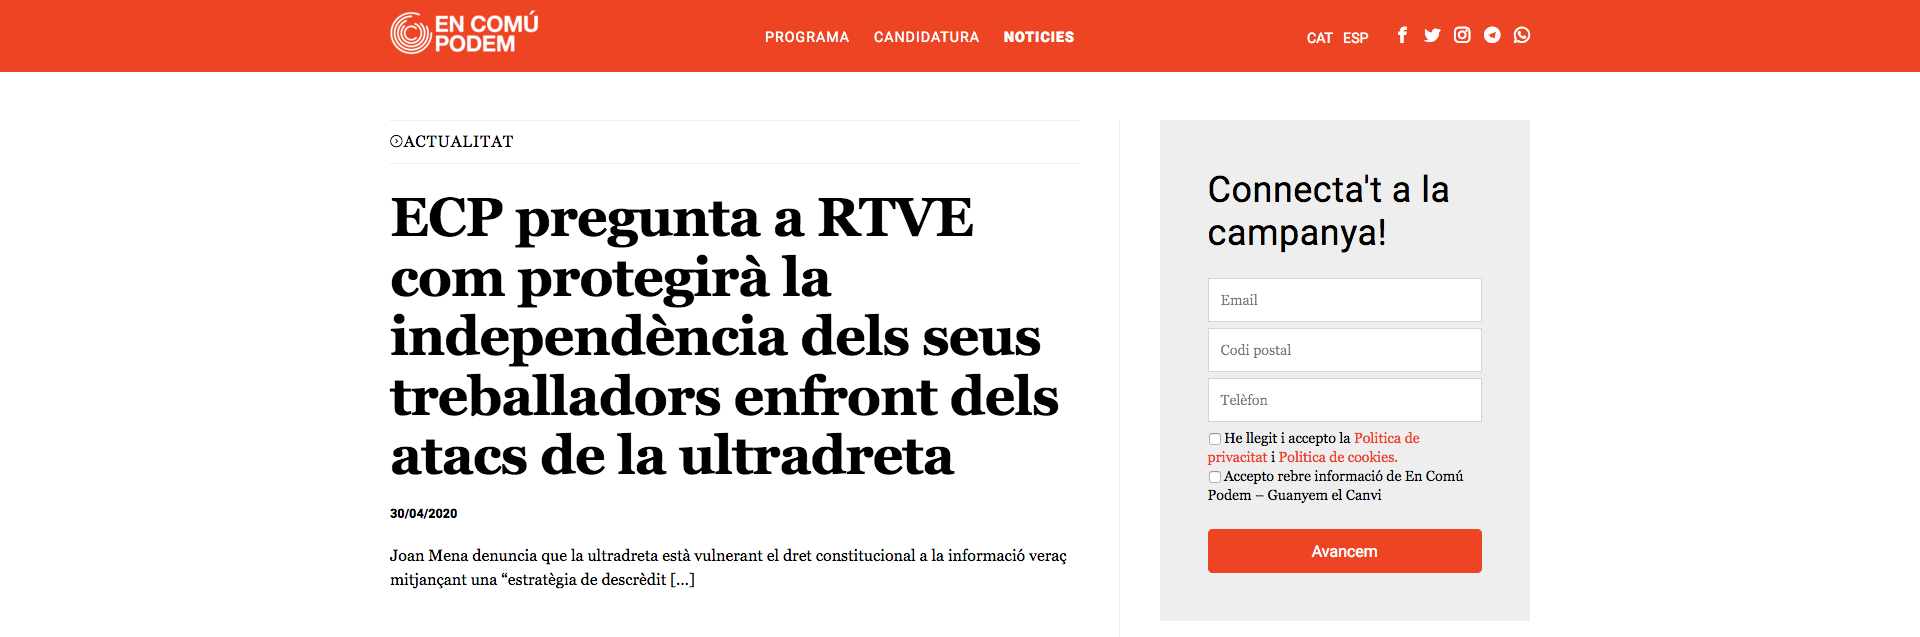 EN COMÚ
PODEM
PROGRAMA CANDIDATURA NOTICIES
CAT ESP
ACTUALITAT
ECP pregunta a RTVE
com protegirà la
independència dels seus
treballadors enfront dels
atacs de la ultradreta
30/04/2020
Joan Mena denuncia que la ultradreta està vulnerant el dret constitucional a la informació veraç
mitjançant una “estratègia de descrèdit [...]
Connecta't a la
campanya!
Email
Codi postal
Telèfon
He llegit i accepto la Politica de
privacitat i Politica de cookies.
Accepto rebre informació de En Comú
Podem – Guanyem el Canvi
Avancem